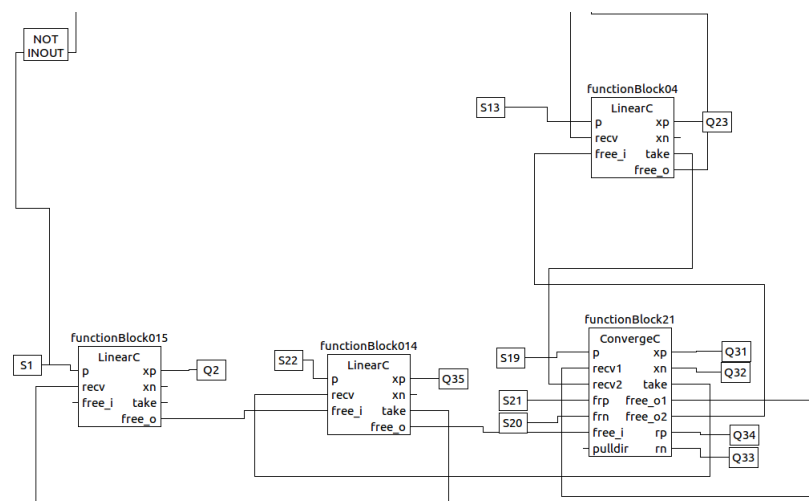 NOT
INOUT
functionBlock04
LinearC
S13
p xp
Q23
recv xn
free_i take
free_o
functionBlock015
LinearC
S1
p xp
Q2
recv xn
free_i take
free_o
functionBlock014
LinearC
S22
p xp
Q35
recv xn
free_i take
free_o
functionBlock21
ConvergeC
S19
p xp
Q31
recv1 xn
Q32
recv2 take
S21
frp free_o1
S20
frn free_o2
free_i rp
Q34
pulldir rn
Q33